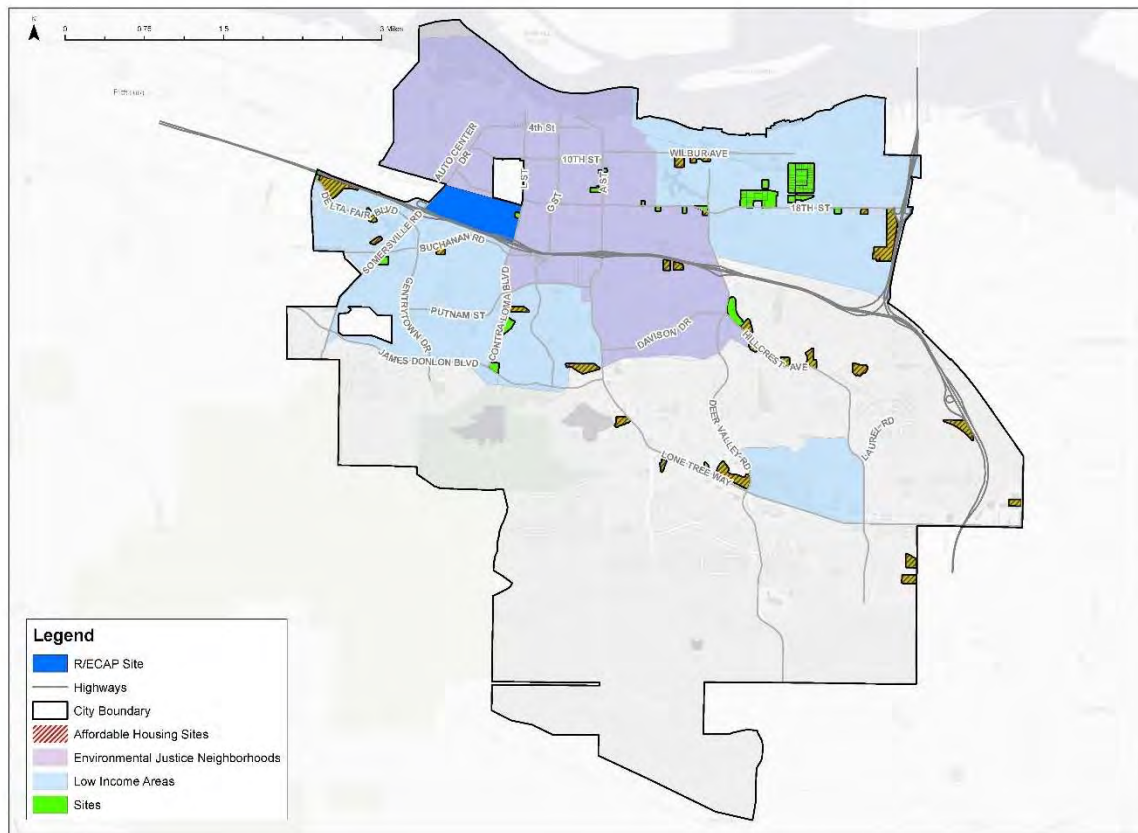 N
0 0.75 1.5 3 Miles
4th St
AUTO CENTER DR
10TH ST
WILBUR AVE
L ST
G ST
A ST
18TH ST
DELTA FAIR BLVD
SOMERSVILLE RD
BUCHANAN RD
GENTRYTOWN DR
PUTNAM ST
CONTRA LOMA BLVD
DAVISON DR
HILLCREST AVE
JAMES DONLON BLVD
DEER VALLEY RD
LAUREL RD
LONE TREE WAY
Legend
R/ECAP Site
Highways
City Boundary
Affordable Housing Sites
Environmental Justice Neighborhoods
Low Income Areas
Sites